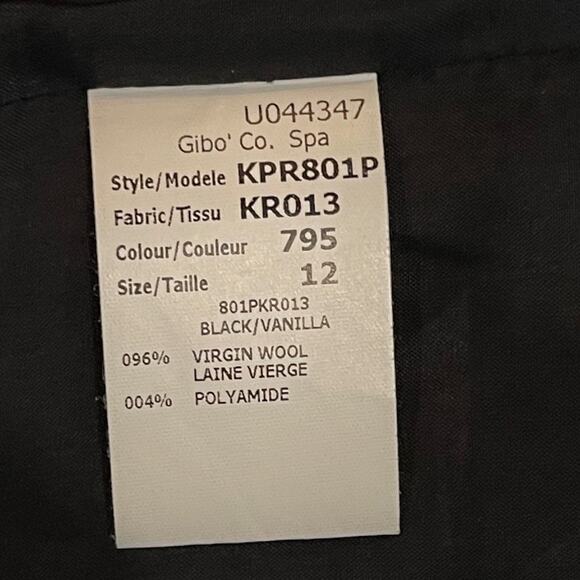 U044347
Gibo' Co. Spa
Style/Modele KPR801P
Fabric/Tissu KR013
Colour/Couleur 795
Size/Taille 12
801PKR013
BLACK/VANILLA
096% VIRGIN WOOL
LAINE VIERGE
004% POLYAMIDE